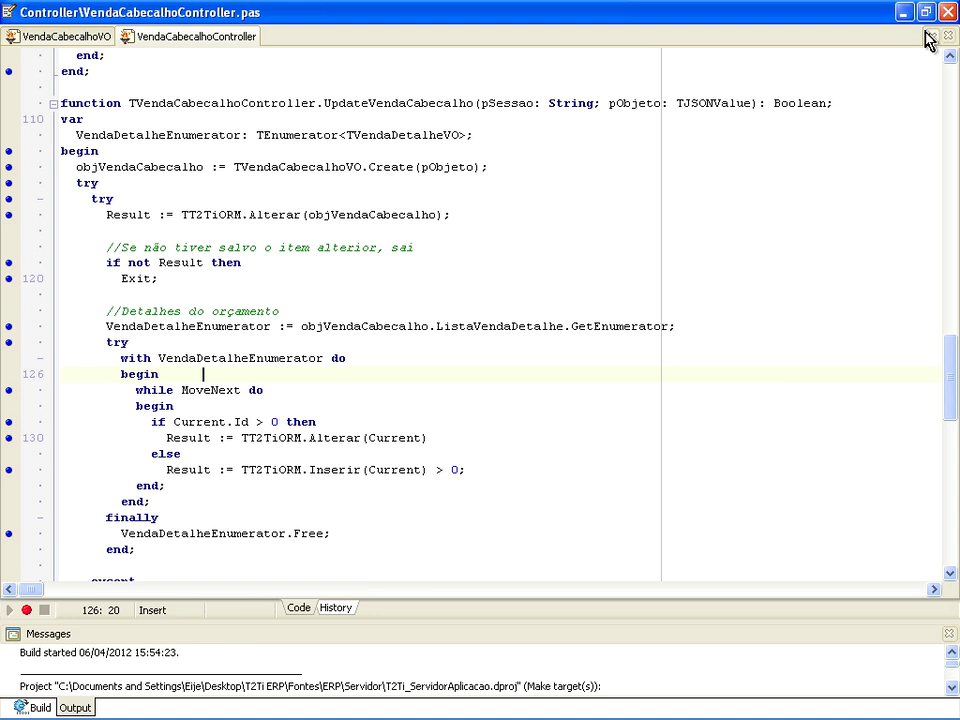 Controller\VendaCabecalhoController.pas
VendaCabecalhoVO VendaCabecalhoController
end;
end;
function TVendaCabecalhoController.UpdateVendaCabecalho(pSessao: String; pObjeto: TJSONValue): Boolean;
110 var
VendaDetalheEnumerator: TEnumerator<TVendaDetalheVO>;
begin
objVendaCabecalho := TVendaCabecalhoVO.Create(pObjeto);
try
try
Result := TT2TiORM.Alterar(objVendaCabecalho);
//Se não tiver salvo o item alterior, sai
if not Result then
120 Exit;
//Detalhes do orçamento
VendaDetalheEnumerator := objVendaCabecalho.ListaVendaDetalhe.GetEnumerator;
try
with VendaDetalheEnumerator do
126 begin
while MoveNext do
begin
if Current.Id > 0 then
130 Result := TT2TiORM.Alterar(Current)
else
Result := TT2TiORM.Inserir(Current) > 0;
end;
end;
finally
VendaDetalheEnumerator.Free;
end;
except
126: 20 Insert Code History
Messages
Build started 06/04/2012 15:54:23.
Project "C:\Documents and Settings\Eije\Desktop\T2Ti ERP\Fontes\ERP\Servidor\T2Ti_ServidorAplicacao.dproj" (Make target(s)):
Build Output